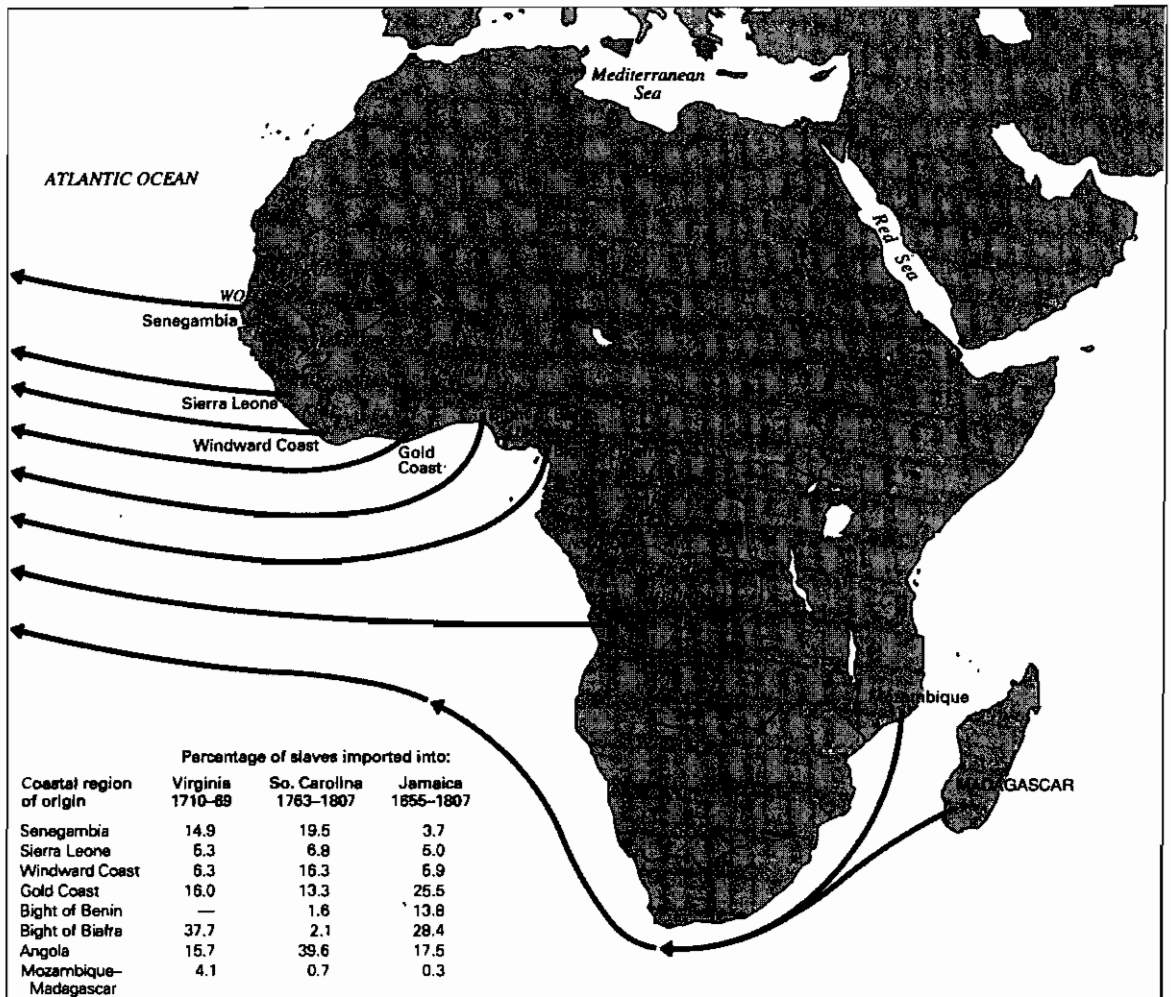 Mediterranean
Sea
ATLANTIC OCEAN
Red Sea
WO
Senegambia
Sierra Leone
Windward Coast
Gold
Coast
Mozambique
MADAGASCAR
Percentage of slaves imported into:
Coastal region Virginia So. Carolina Jamaica
of origin 1710–69 1763–1807 1655–1807
Senegambia 14.9 19.5 3.7
Sierra Leone 5.3 6.8 5.0
Windward Coast 6.3 16.3 5.9
Gold Coast 16.0 13.3 25.5
Bight of Benin — 1.6 13.8
Bight of Biafra 37.7 2.1 28.4
Angola 15.7 39.6 17.5
Mozambique– 4.1 0.7 0.3
Madagascar